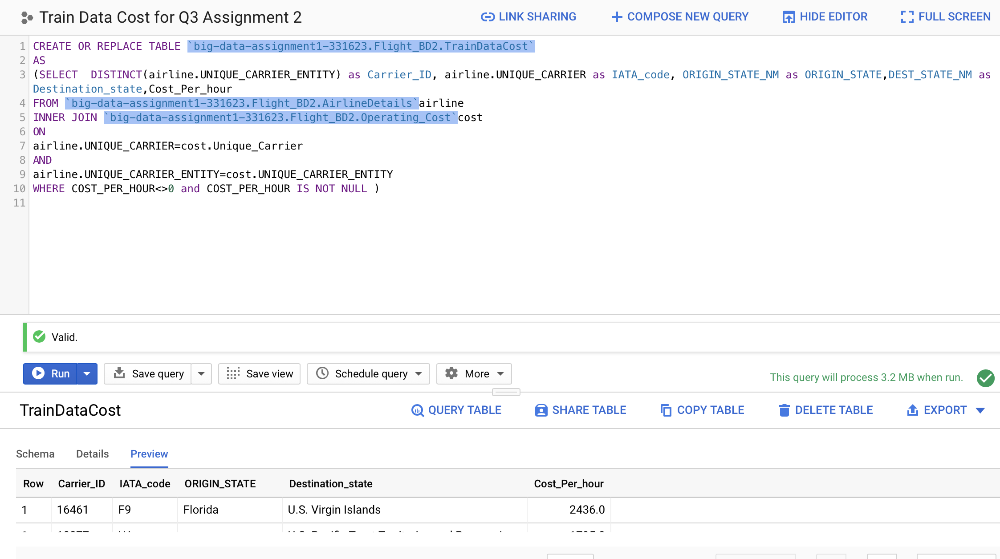 Train Data Cost for Q3 Assignment 2 LINK SHARING COMPOSE NEW QUERY HIDE EDITOR FULL SCREEN
1 CREATE OR REPLACE TABLE `big-data-assignment1-331623.Flight_BD2.TrainDataCost`
2 AS
3 (SELECT  DISTINCT(airline.UNIQUE_CARRIER_ENTITY) as Carrier_ID, airline.UNIQUE_CARRIER as IATA_code, ORIGIN_STATE_NM as ORIGIN_STATE,DEST_STATE_NM as
Destination_state,Cost_Per_hour
4 FROM `big-data-assignment1-331623.Flight_BD2.AirlineDetails`airline
5 INNER JOIN `big-data-assignment1-331623.Flight_BD2.Operating_Cost`cost
6 ON
7 airline.UNIQUE_CARRIER=cost.Unique_Carrier
8 AND
9 airline.UNIQUE_CARRIER_ENTITY=cost.UNIQUE_CARRIER_ENTITY
10 WHERE COST_PER_HOUR<>0 and COST_PER_HOUR IS NOT NULL )
11
Valid.
Run Save query Save view Schedule query More This query will process 3.2 MB when run.
TrainDataCost QUERY TABLE SHARE TABLE COPY TABLE DELETE TABLE EXPORT
Schema Details Preview
Row Carrier_ID IATA_code ORIGIN_STATE Destination_state Cost_Per_hour
1 16461 F9 Florida U.S. Virgin Islands 2436.0